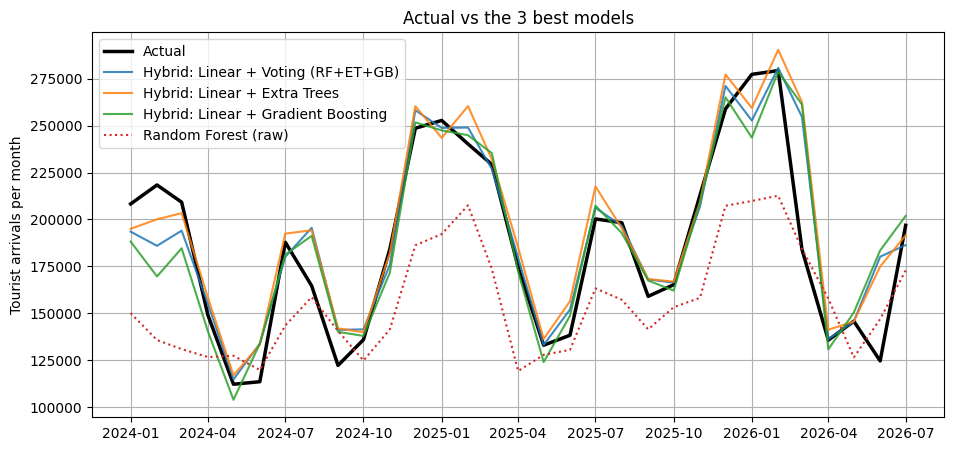 Actual vs the 3 best models
Actual
Hybrid: Linear + Voting (RF+ET+GB)
Hybrid: Linear + Extra Trees
Hybrid: Linear + Gradient Boosting
Random Forest (raw)
Tourist arrivals per month
275000
250000
225000
200000
175000
150000
125000
100000
2024-01 2024-04 2024-07 2024-10 2025-01 2025-04 2025-07 2025-10 2026-01 2026-04 2026-07